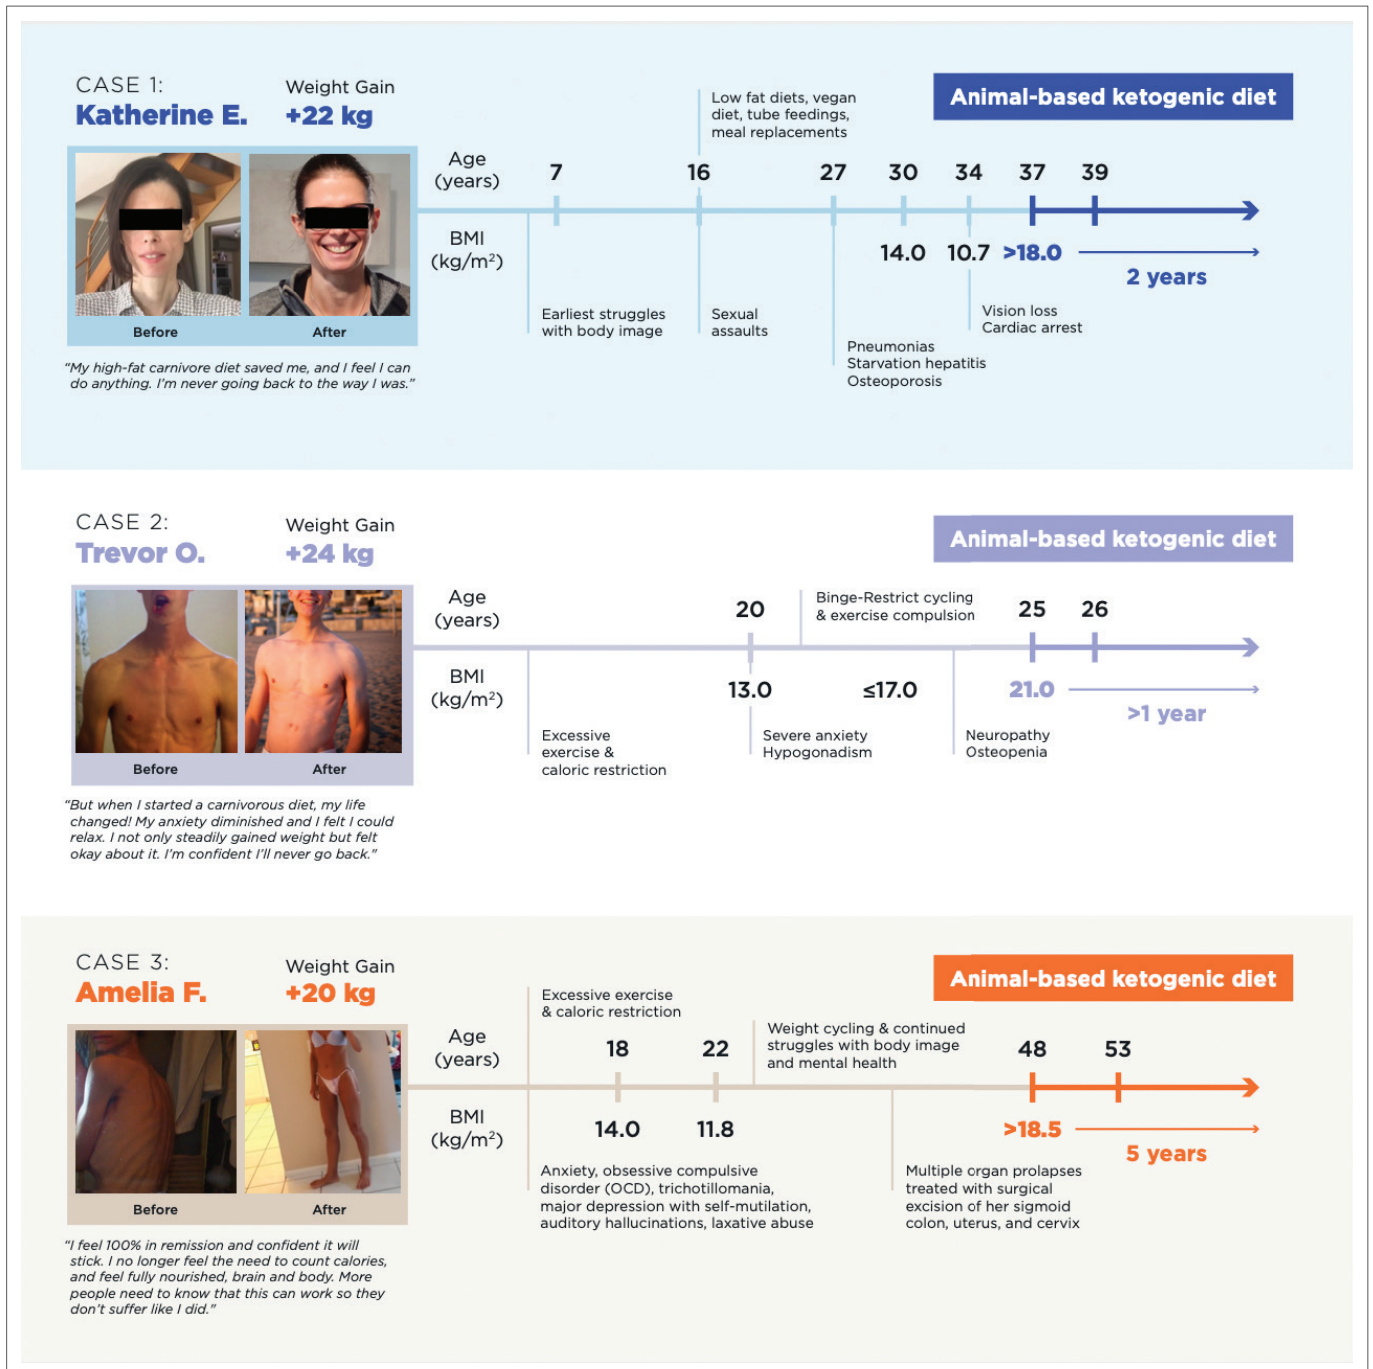 CASE 1:
Katherine E.
Weight Gain
+22 kg
Before
After
“My high-fat carnivore diet saved me, and I feel I can
do anything. I’m never going back to the way I was.”
Animal-based ketogenic diet
Low fat diets, vegan
diet, tube feedings,
meal replacements
Age
(years)
7
16
27
30
34
37
39
BMI
(kg/m²)
14.0
10.7
>18.0
2 years
Earliest struggles
with body image
Sexual
assaults
Pneumonias
Starvation hepatitis
Osteoporosis
Vision loss
Cardiac arrest
CASE 2:
Trevor O.
Weight Gain
+24 kg
Before
After
“But when I started a carnivorous diet, my life
changed! My anxiety diminished and I felt I could
relax. I not only steadily gained weight but felt
okay about it. I’m confident I’ll never go back.”
Animal-based ketogenic diet
Age
(years)
20
Binge-Restrict cycling
& exercise compulsion
25
26
BMI
(kg/m²)
13.0
≤17.0
21.0
>1 year
Excessive
exercise &
caloric restriction
Severe anxiety
Hypogonadism
Neuropathy
Osteopenia
CASE 3:
Amelia F.
Weight Gain
+20 kg
Before
After
“I feel 100% in remission and confident it will
stick. I no longer feel the need to count calories,
and feel fully nourished, brain and body. More
people need to know that this can work so they
don’t suffer like I did.”
Animal-based ketogenic diet
Excessive exercise
& caloric restriction
Age
(years)
18
22
Weight cycling & continued
struggles with body image
and mental health
48
53
BMI
(kg/m²)
14.0
11.8
>18.5
5 years
Anxiety, obsessive compulsive
disorder (OCD), trichotillomania,
major depression with self-mutilation,
auditory hallucinations, laxative abuse
Multiple organ prolapses
treated with surgical
excision of her sigmoid
colon, uterus, and cervix